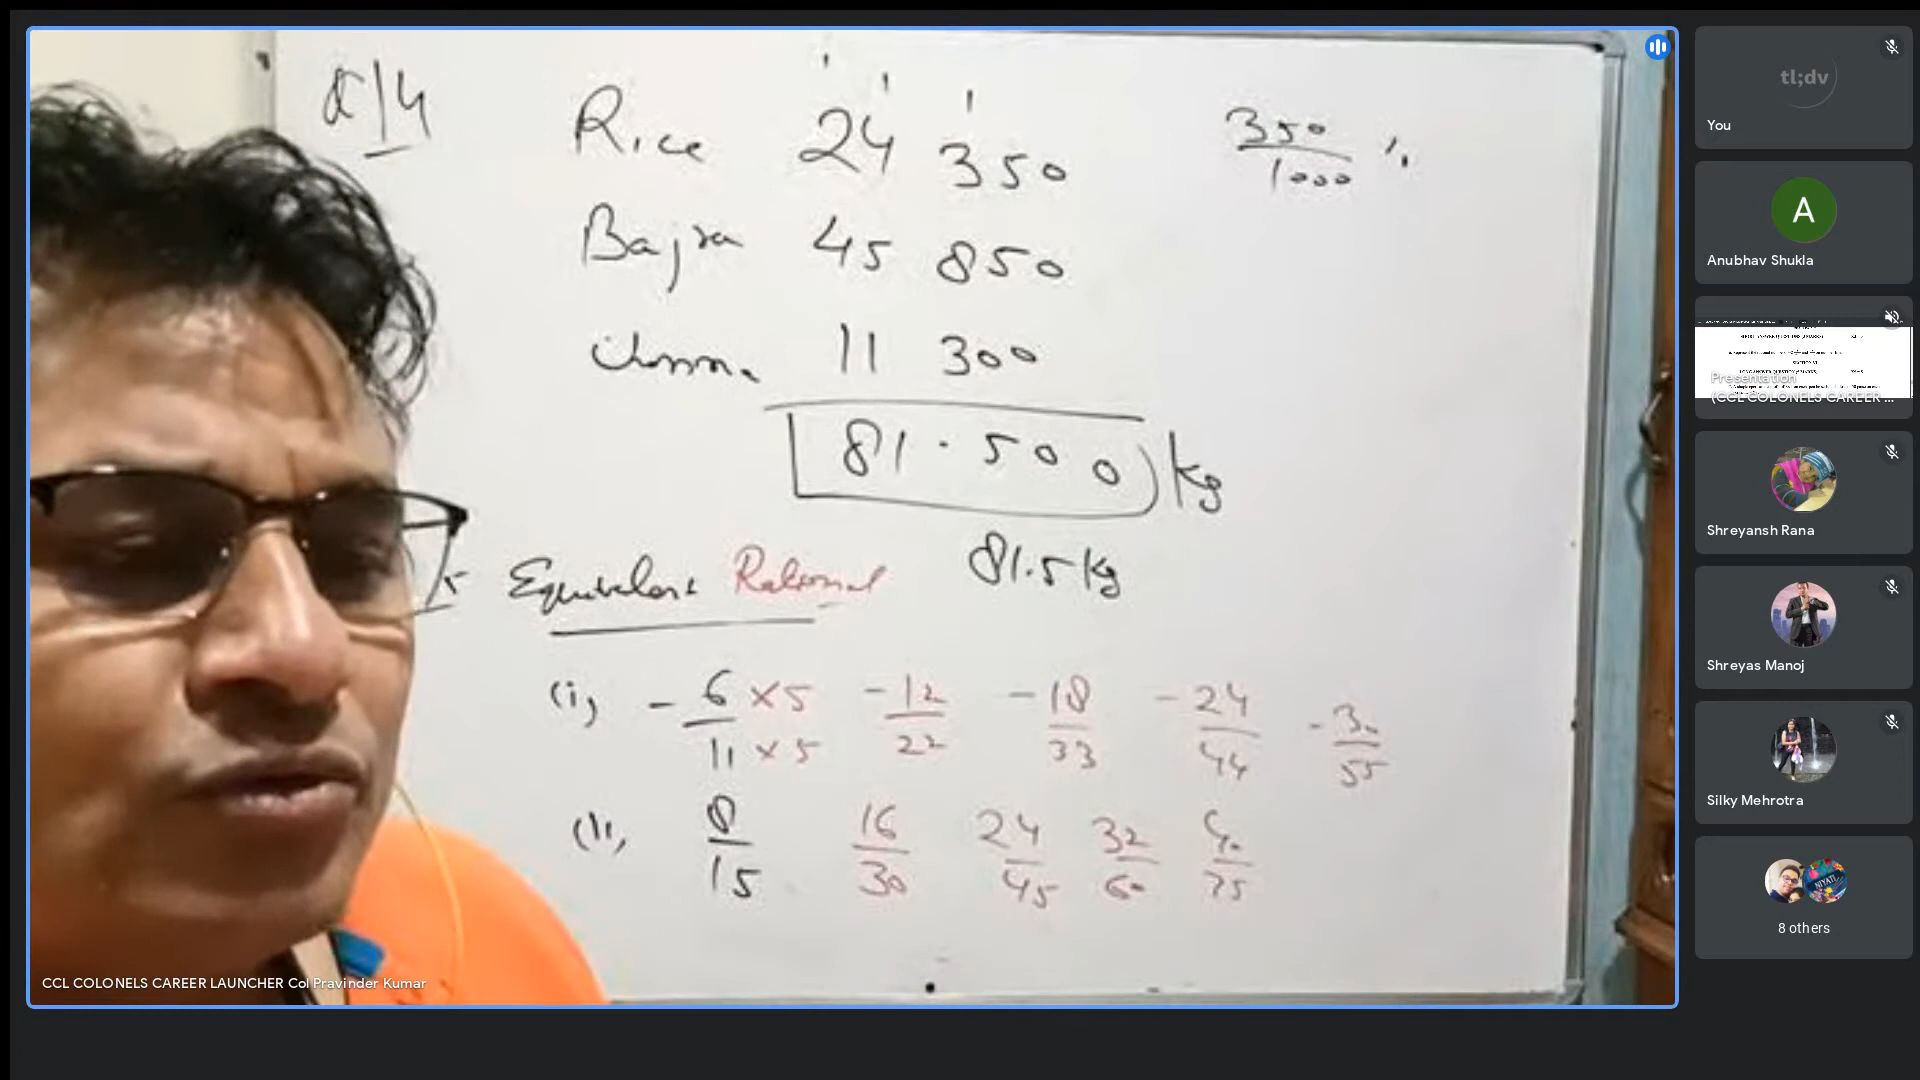 Q/4
Rice 24 350
350
1000
Bajra 45 850
11 300
81.500 kg
81.5 kg
5 Equivalent Rational
(i) - 6 × 5 / 11 × 5 -12/22 -18/33 -24/44 -30/55
(ii) 8/15 16/30 24/45 32/60 40/75
CCL COLONELS CAREER LAUNCHER Col Pravinder Kumar
tl;dv
You
A
Anubhav Shukla
Presentation
(CCL COLONELS CAREER ...
Shreyansh Rana
Shreyas Manoj
Silky Mehrotra
NIYATI
8 others